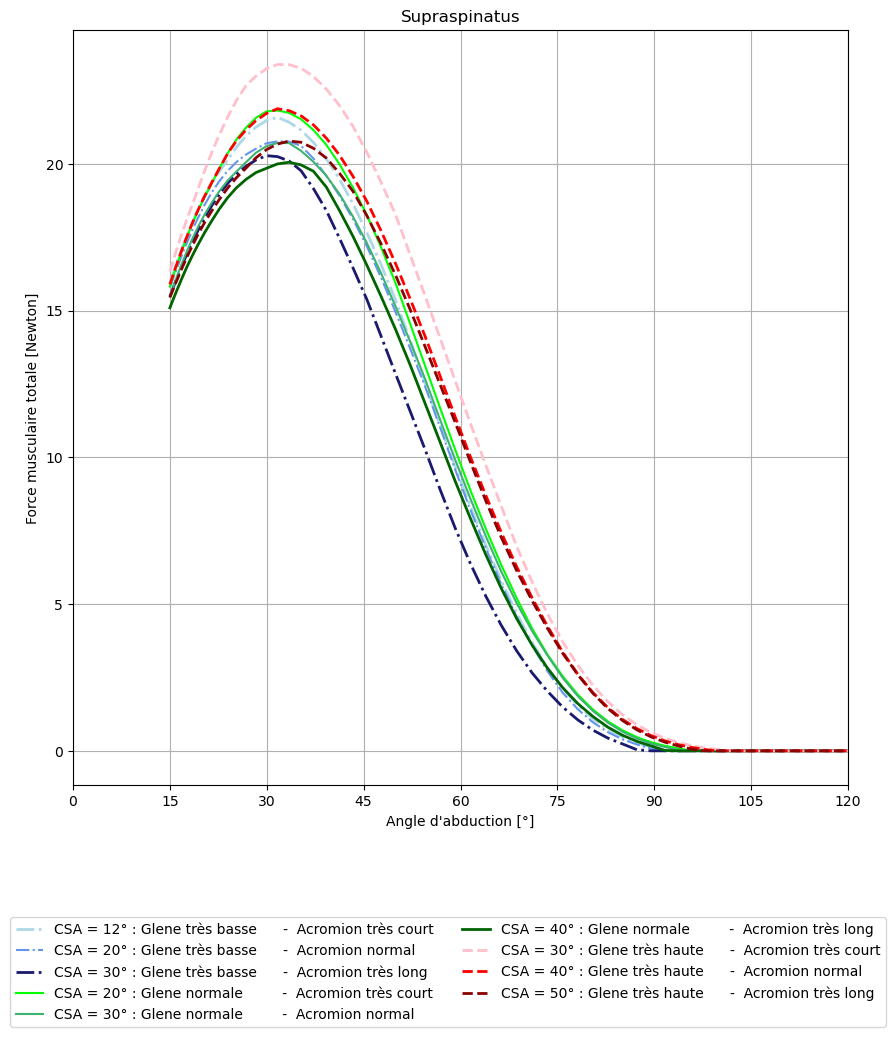 Supraspinatus
Force musculaire totale [Newton]
20
15
10
5
0
0 15 30 45 60 75 90 105 120
Angle d'abduction [°]
CSA = 12° : Glene très basse - Acromion très court
CSA = 20° : Glene très basse - Acromion normal
CSA = 30° : Glene très basse - Acromion très long
CSA = 20° : Glene normale - Acromion très court
CSA = 30° : Glene normale - Acromion normal
CSA = 40° : Glene normale - Acromion très long
CSA = 30° : Glene très haute - Acromion très court
CSA = 40° : Glene très haute - Acromion normal
CSA = 50° : Glene très haute - Acromion très long